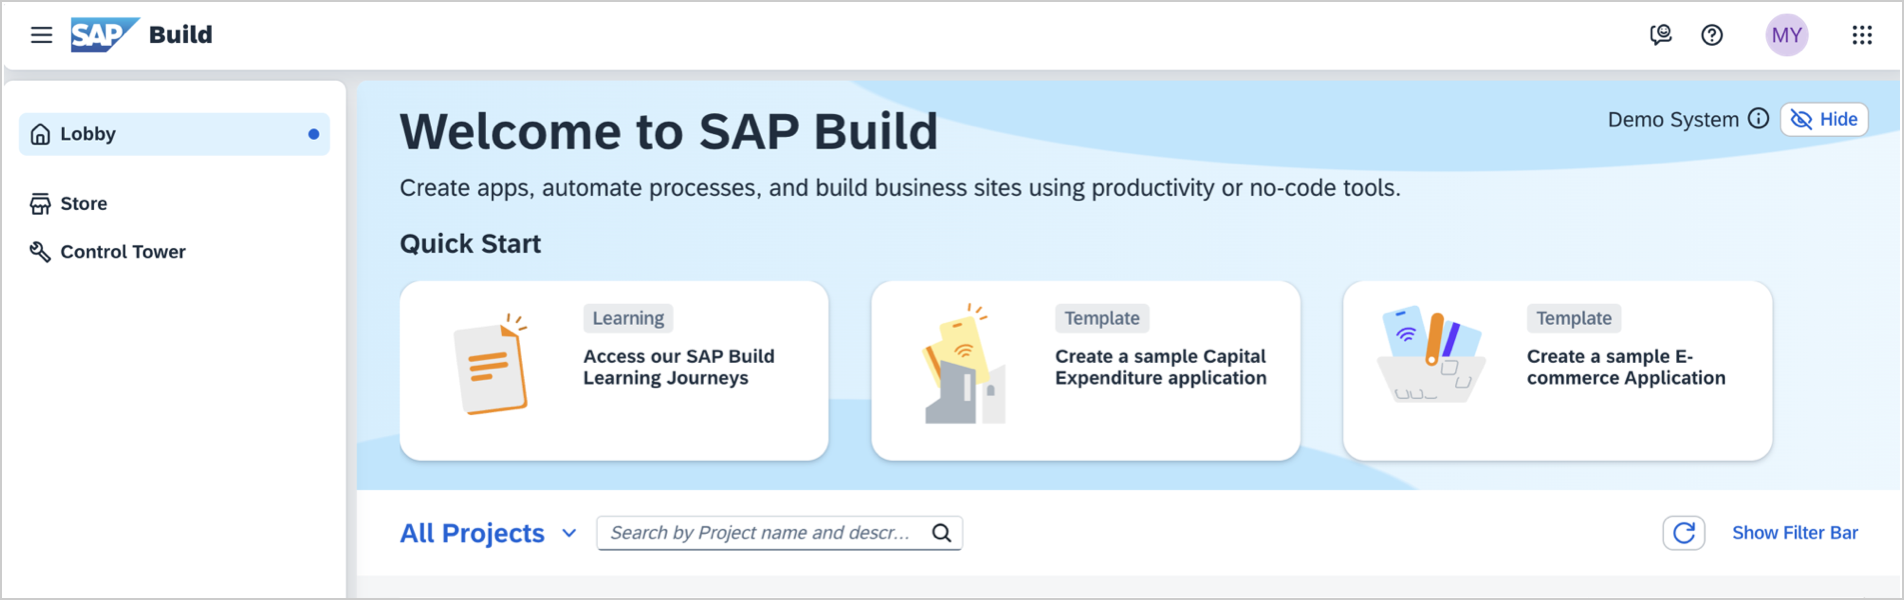 SAP Build
MY
Lobby
Store
Control Tower
Welcome to SAP Build
Demo System
Hide
Create apps, automate processes, and build business sites using productivity or no-code tools.
Quick Start
Learning
Access our SAP Build
Learning Journeys
Template
Create a sample Capital
Expenditure application
Template
Create a sample E-
commerce Application
All Projects
Search by Project name and descr...
Show Filter Bar